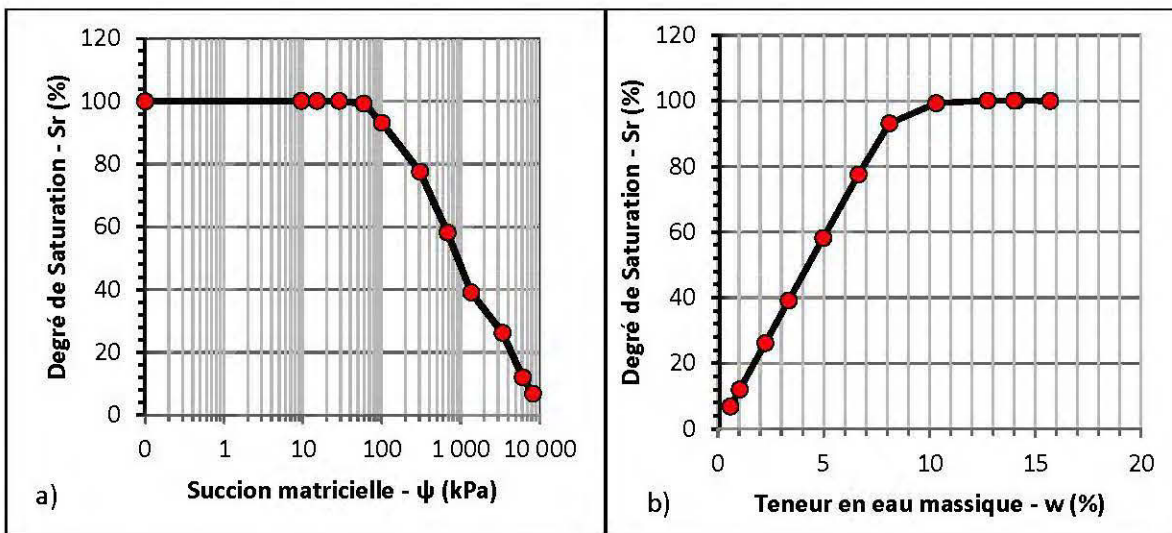 120
100
80
60
40
20
0
Degré de Saturation - Sr (%)
0 1 10 100 1 000 10 000
Succion matricielle - ψ (kPa)
a)
120
100
80
60
40
20
0
Degré de Saturation - Sr (%)
0 5 10 15 20
Teneur en eau massique - w (%)
b)